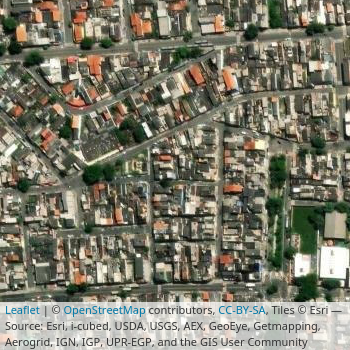 Leaflet | © OpenStreetMap contributors, CC-BY-SA, Tiles © Esri —
Source: Esri, i-cubed, USDA, USGS, AEX, GeoEye, Getmapping,
Aerogrid, IGN, IGP, UPR-EGP, and the GIS User Community